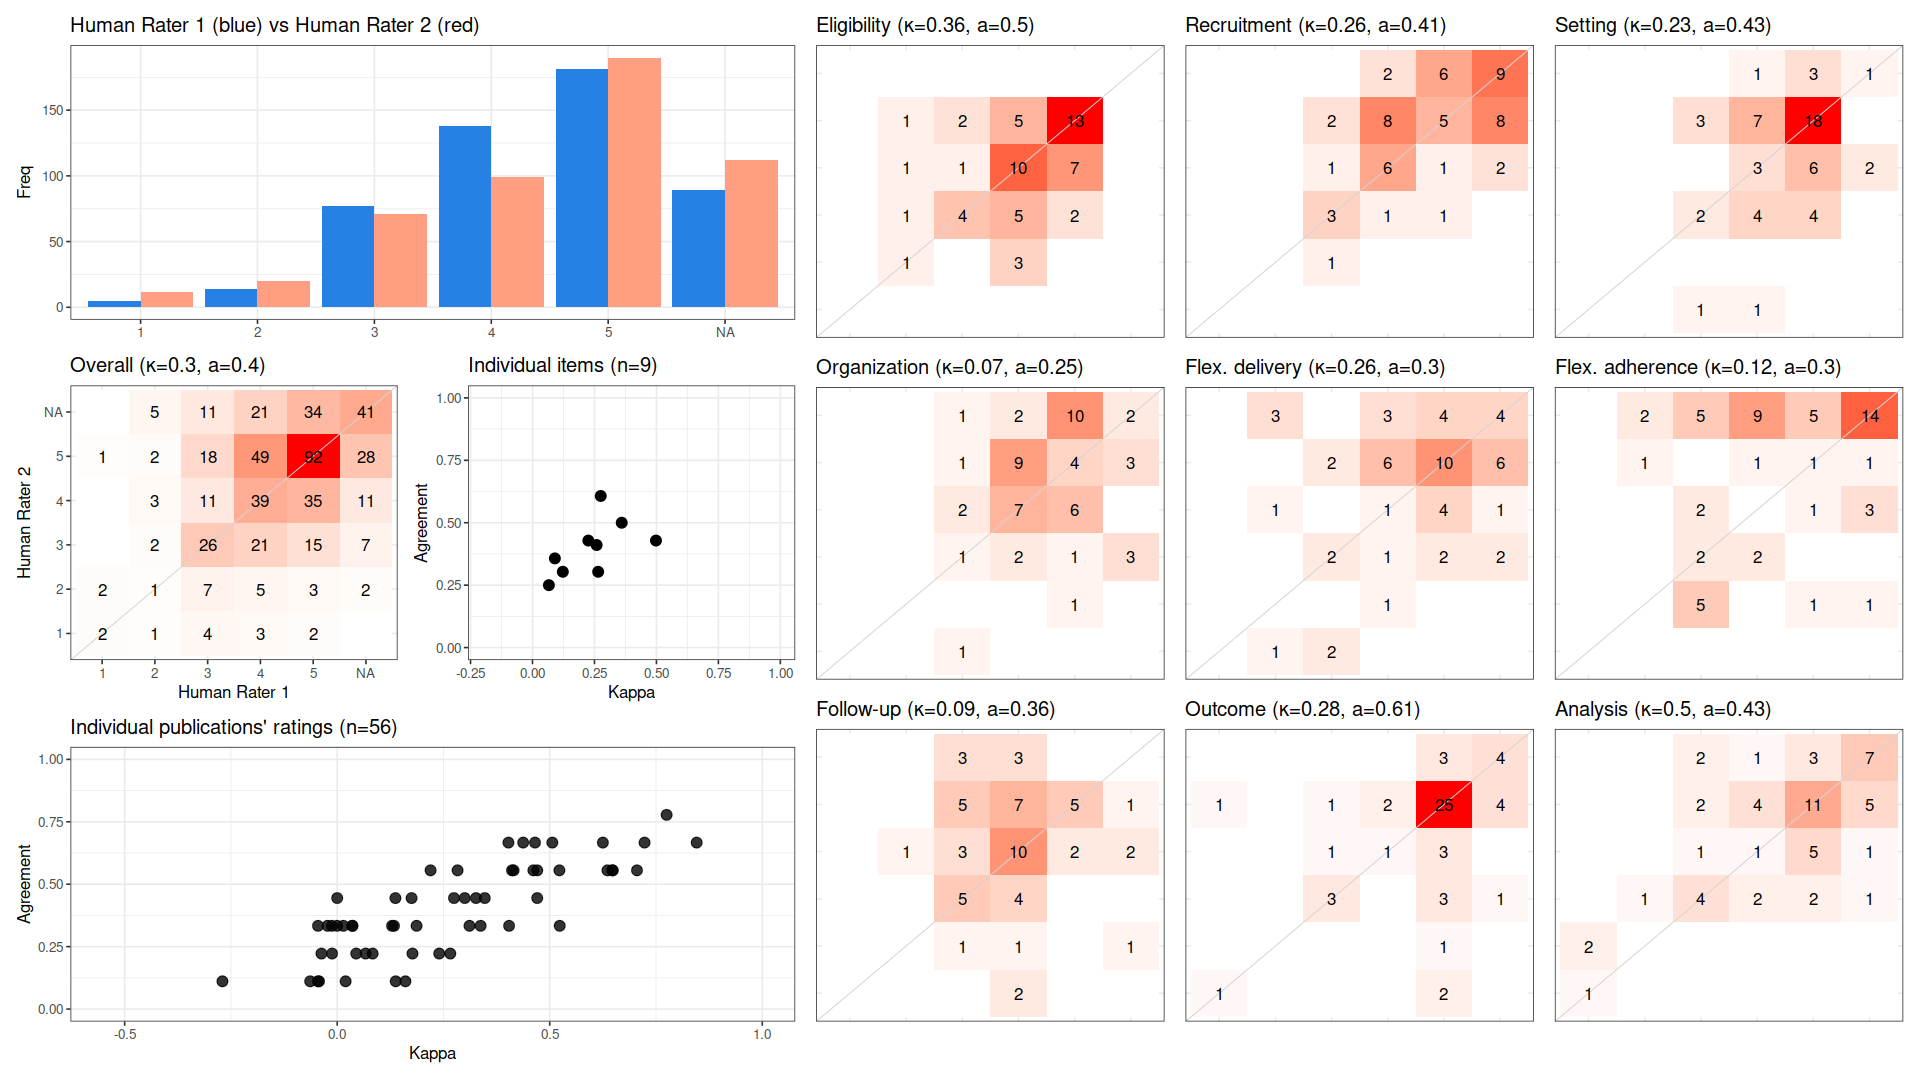 Human Rater 1 (blue) vs Human Rater 2 (red)
Freq
150
100
50
0
1 2 3 4 5 NA
Overall (κ=0.3, a=0.4)
Human Rater 2
NA 5 11 21 34 41
5 1 2 18 49 92 28
4 3 11 39 35 11
3 2 26 21 15 7
2 2 1 7 5 3 2
1 2 1 4 3 2
1 2 3 4 5 NA
Human Rater 1
Individual items (n=9)
Agreement
1.00
0.75
0.50
0.25
0.00
-0.25 0.00 0.25 0.50 0.75 1.00
Kappa
Individual publications' ratings (n=56)
Agreement
1.00
0.75
0.50
0.25
0.00
-0.5 0.0 0.5 1.0
Kappa
Eligibility (κ=0.36, a=0.5)
1 2 5 13
1 1 10 7
1 4 5 2
1 3
Recruitment (κ=0.26, a=0.41)
2 6 9
2 8 5 8
1 6 1 2
3 1 1
1
Setting (κ=0.23, a=0.43)
1 3 1
3 7 18
3 6 2
2 4 4
1 1
Organization (κ=0.07, a=0.25)
1 2 10 2
1 9 4 3
2 7 6
1 2 1 3
1
1
Flex. delivery (κ=0.26, a=0.3)
3 3 4 4
2 6 10 6
1 1 4 1
2 1 2 2
1
1 2
Flex. adherence (κ=0.12, a=0.3)
2 5 9 5 14
1 1 1 1
2 1 3
2 2
5 1 1
Follow-up (κ=0.09, a=0.36)
3 3
5 7 5 1
1 3 10 2 2
5 4
1 1 1
2
Outcome (κ=0.28, a=0.61)
3 4
1 1 2 25 4
1 1 3
3 3 1
1
1 2
Analysis (κ=0.5, a=0.43)
2 1 3 7
2 4 11 5
1 1 5 1
1 4 2 2 1
2
1